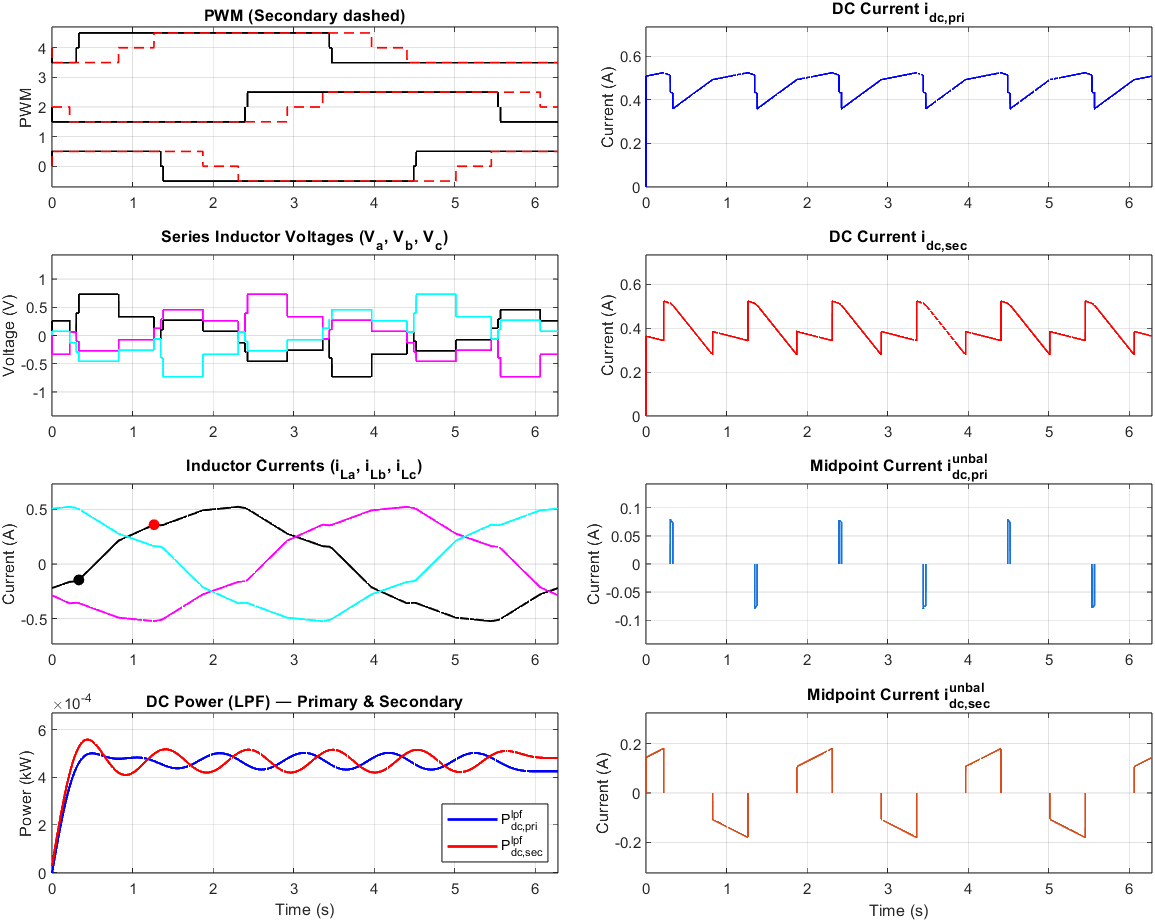 PWM (Secondary dashed)
PWM
4
3
2
1
0
0 1 2 3 4 5 6
DC Current i_dc,pri
Current (A)
0.6
0.4
0.2
0
0 1 2 3 4 5 6
Series Inductor Voltages (V_a, V_b, V_c)
Voltage (V)
1
0.5
0
-0.5
-1
0 1 2 3 4 5 6
DC Current i_dc,sec
Current (A)
0.6
0.4
0.2
0
0 1 2 3 4 5 6
Inductor Currents (i_La, i_Lb, i_Lc)
Current (A)
0.5
0
-0.5
0 1 2 3 4 5 6
Midpoint Current i^unbal_dc,pri
Current (A)
0.1
0.05
0
-0.05
-0.1
0 1 2 3 4 5 6
DC Power (LPF) — Primary & Secondary
×10^-4
Power (kW)
6
4
2
0
P^lpf_dc,pri
P^lpf_dc,sec
0 1 2 3 4 5 6
Time (s)
Midpoint Current i^unbal_dc,sec
Current (A)
0.2
0
-0.2
0 1 2 3 4 5 6
Time (s)